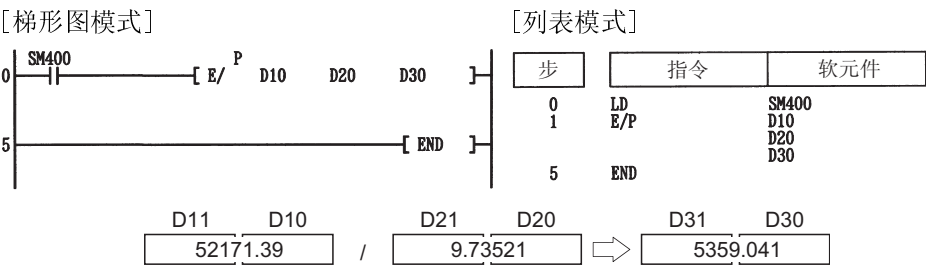 [梯形图模式]
[列表模式]
SM400
P
0
E/ D10 D20 D30
5
END
步 指令 软元件
0 LD SM400
1 E/P D10
D20
D30
5 END
D11 D10 D21 D20 D31 D30
52171.39 / 9.73521 5359.041